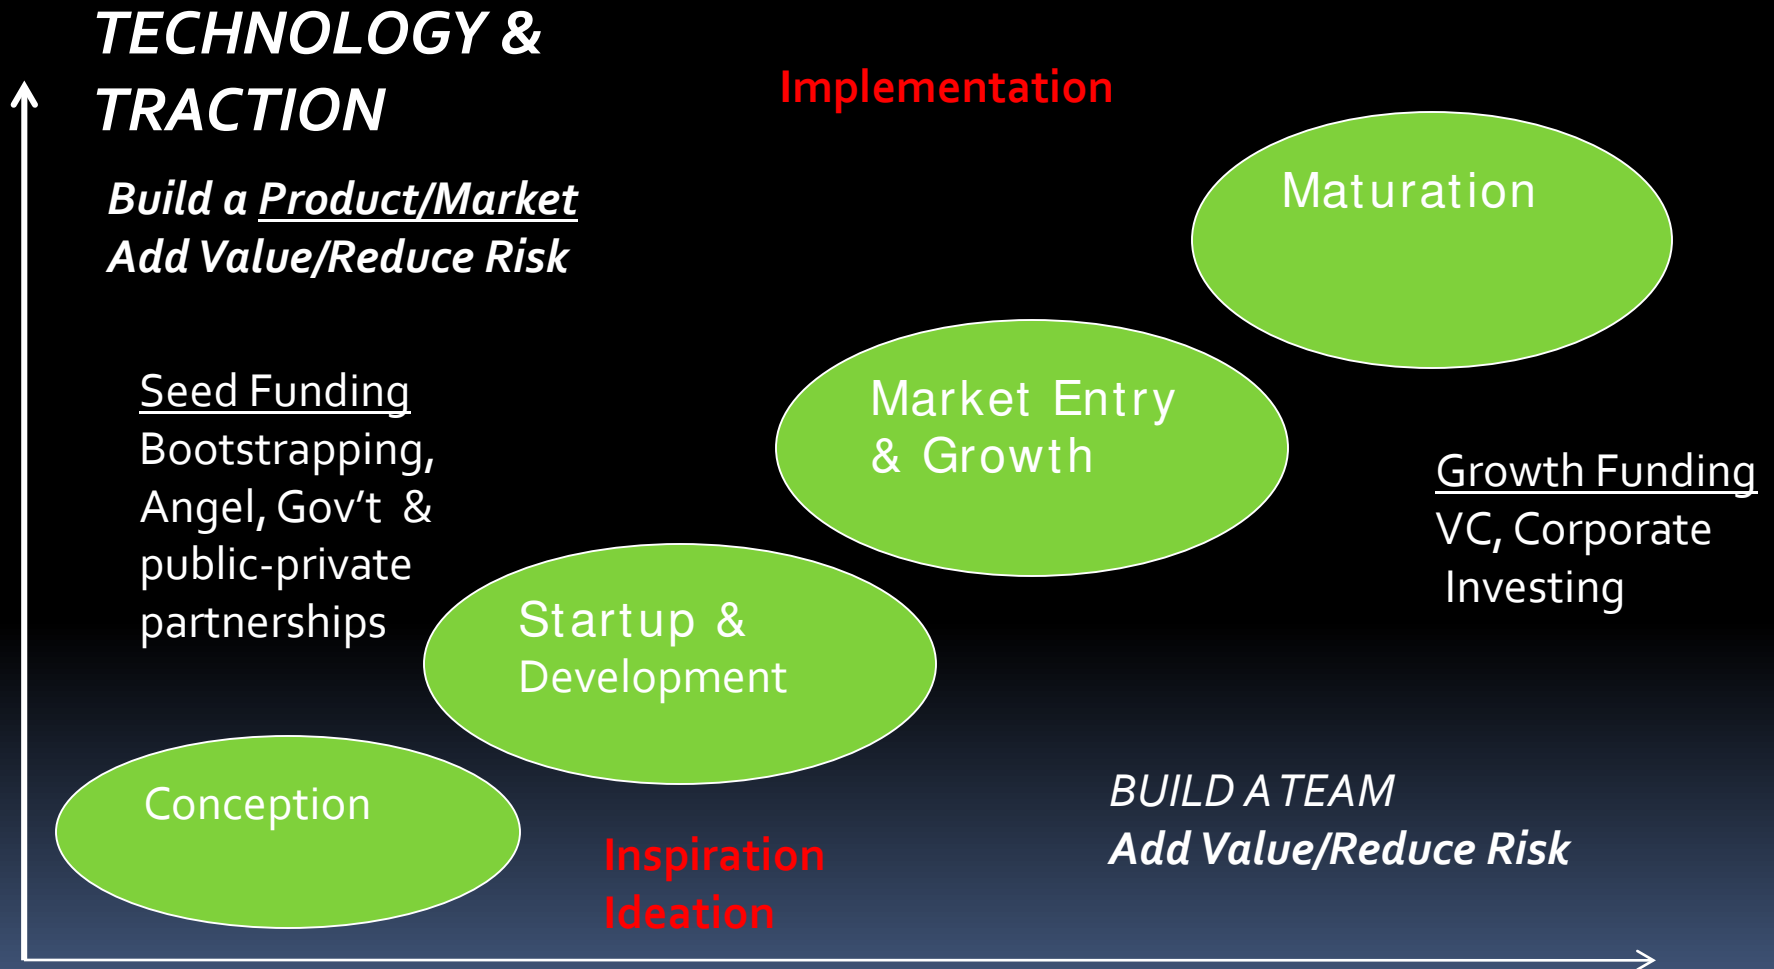 TECHNOLOGY &
TRACTION
Implementation
Build a Product/Market
Add Value/Reduce Risk
Maturation
Seed Funding
Bootstrapping,
Angel, Gov’t &
public-private
partnerships
Market Entry
& Growth
Growth Funding
VC, Corporate
Investing
Startup &
Development
Conception
Inspiration
Ideation
BUILD A TEAM
Add Value/Reduce Risk